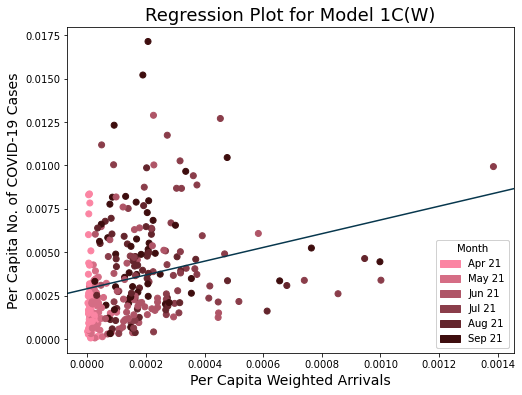 Regression Plot for Model 1C(W)
Per Capita No. of COVID-19 Cases
0.0175
0.0150
0.0125
0.0100
0.0075
0.0050
0.0025
0.0000
Month
Apr 21
May 21
Jun 21
Jul 21
Aug 21
Sep 21
0.0000 0.0002 0.0004 0.0006 0.0008 0.0010 0.0012 0.0014
Per Capita Weighted Arrivals